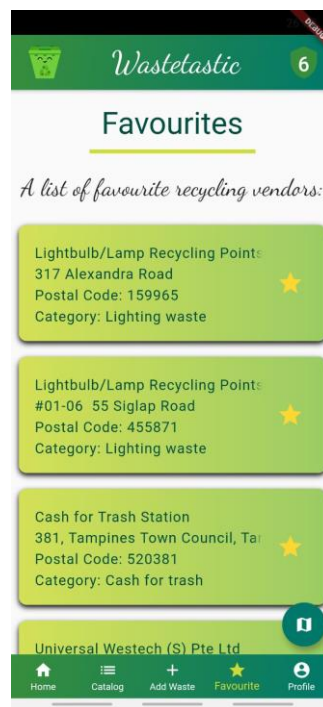 Wastetastic
6
Favourites
A list of favourite recycling vendors:
Lightbulb/Lamp Recycling Points
317 Alexandra Road
Postal Code: 159965
Category: Lighting waste
Lightbulb/Lamp Recycling Points
#01-06 55 Siglap Road
Postal Code: 455871
Category: Lighting waste
Cash for Trash Station
381, Tampines Town Council, Ta
Postal Code: 520381
Category: Cash for trash
Universal Westech (S) Pte Ltd
Home
Catalog
Add Waste
Favourite
Profile